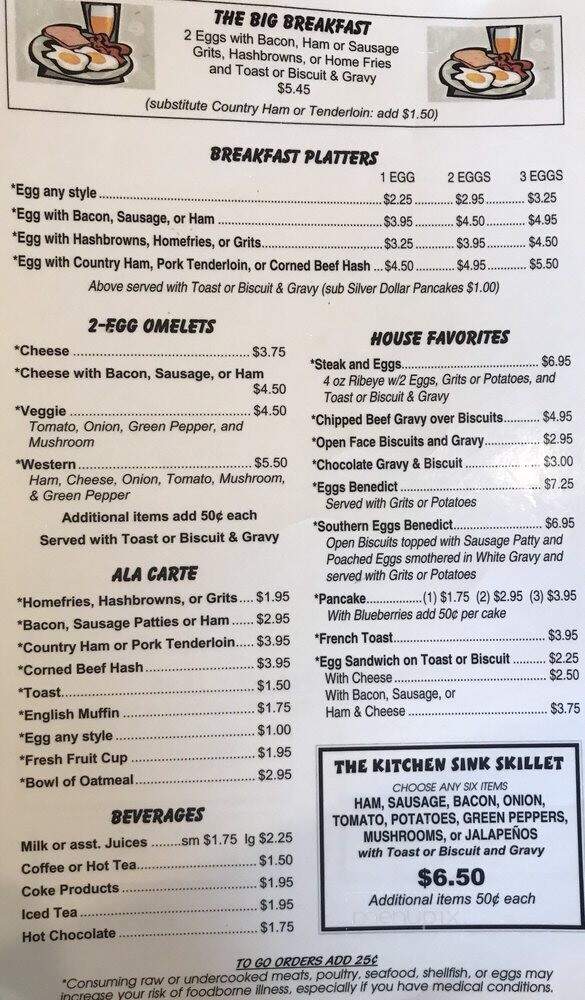 THE BIG BREAKFAST
2 Eggs with Bacon, Ham or Sausage
Grits, Hashbrowns, or Home Fries
and Toast or Biscuit & Gravy
$5.45
(substitute Country Ham or Tenderloin: add $1.50)
BREAKFAST PLATTERS
1 EGG 2 EGGS 3 EGGS
*Egg any style ... $2.25 ... $2.95 ... $3.25
*Egg with Bacon, Sausage, or Ham ... $3.95 ... $4.50 ... $4.95
*Egg with Hashbrowns, Homefries, or Grits... $3.25 ... $3.95 ... $4.50
*Egg with Country Ham, Pork Tenderloin, or Corned Beef Hash ... $4.50 ... $4.95 ... $5.50
Above served with Toast or Biscuit & Gravy (sub Silver Dollar Pancakes $1.00)
2-EGG OMELETS
*Cheese ... $3.75
*Cheese with Bacon, Sausage, or Ham
$4.50
*Veggie ... $4.50
Tomato, Onion, Green Pepper, and
Mushroom
*Western ... $5.50
Ham, Cheese, Onion, Tomato, Mushroom,
& Green Pepper
Additional items add 50¢ each
Served with Toast or Biscuit & Gravy
ALA CARTE
*Homefries, Hashbrowns, or Grits.... $1.95
*Bacon, Sausage Patties or Ham ...... $2.95
*Country Ham or Pork Tenderloin.... $3.95
*Corned Beef Hash ... $3.95
*Toast... $1.50
*English Muffin ... $1.75
*Egg any style ... $1.00
*Fresh Fruit Cup ... $1.95
*Bowl of Oatmeal... $2.95
BEVERAGES
Milk or asst. Juices ........sm $1.75 lg $2.25
Coffee or Hot Tea... $1.50
Coke Products ... $1.95
Iced Tea ... $1.95
Hot Chocolate ... $1.75
HOUSE FAVORITES
*Steak and Eggs... $6.95
4 oz Ribeye w/2 Eggs, Grits or Potatoes, and
Toast or Biscuit & Gravy
*Chipped Beef Gravy over Biscuits... $4.95
*Open Face Biscuits and Gravy... $2.95
*Chocolate Gravy & Biscuit ... $3.00
*Eggs Benedict ... $7.25
Served with Grits or Potatoes
*Southern Eggs Benedict... $6.95
Open Biscuits topped with Sausage Patty and
Poached Eggs smothered in White Gravy and
served with Grits or Potatoes
*Pancake... (1) $1.75 (2) $2.95 (3) $3.95
With Blueberries add 50¢ per cake
*French Toast... $3.95
*Egg Sandwich on Toast or Biscuit ... $2.25
With Cheese ... $2.50
With Bacon, Sausage, or
Ham & Cheese ... $3.75
THE KITCHEN SINK SKILLET
CHOOSE ANY SIX ITEMS
HAM, SAUSAGE, BACON, ONION,
TOMATO, POTATOES, GREEN PEPPERS,
MUSHROOMS, or JALAPEÑOS
with Toast or Biscuit and Gravy
$6.50
Additional items 50¢ each
menupix
TO GO ORDERS ADD 25¢
*Consuming raw or undercooked meats, poultry, seafood, shellfish, or eggs may
increase your risk of foodborne illness, especially if you have medical conditions.